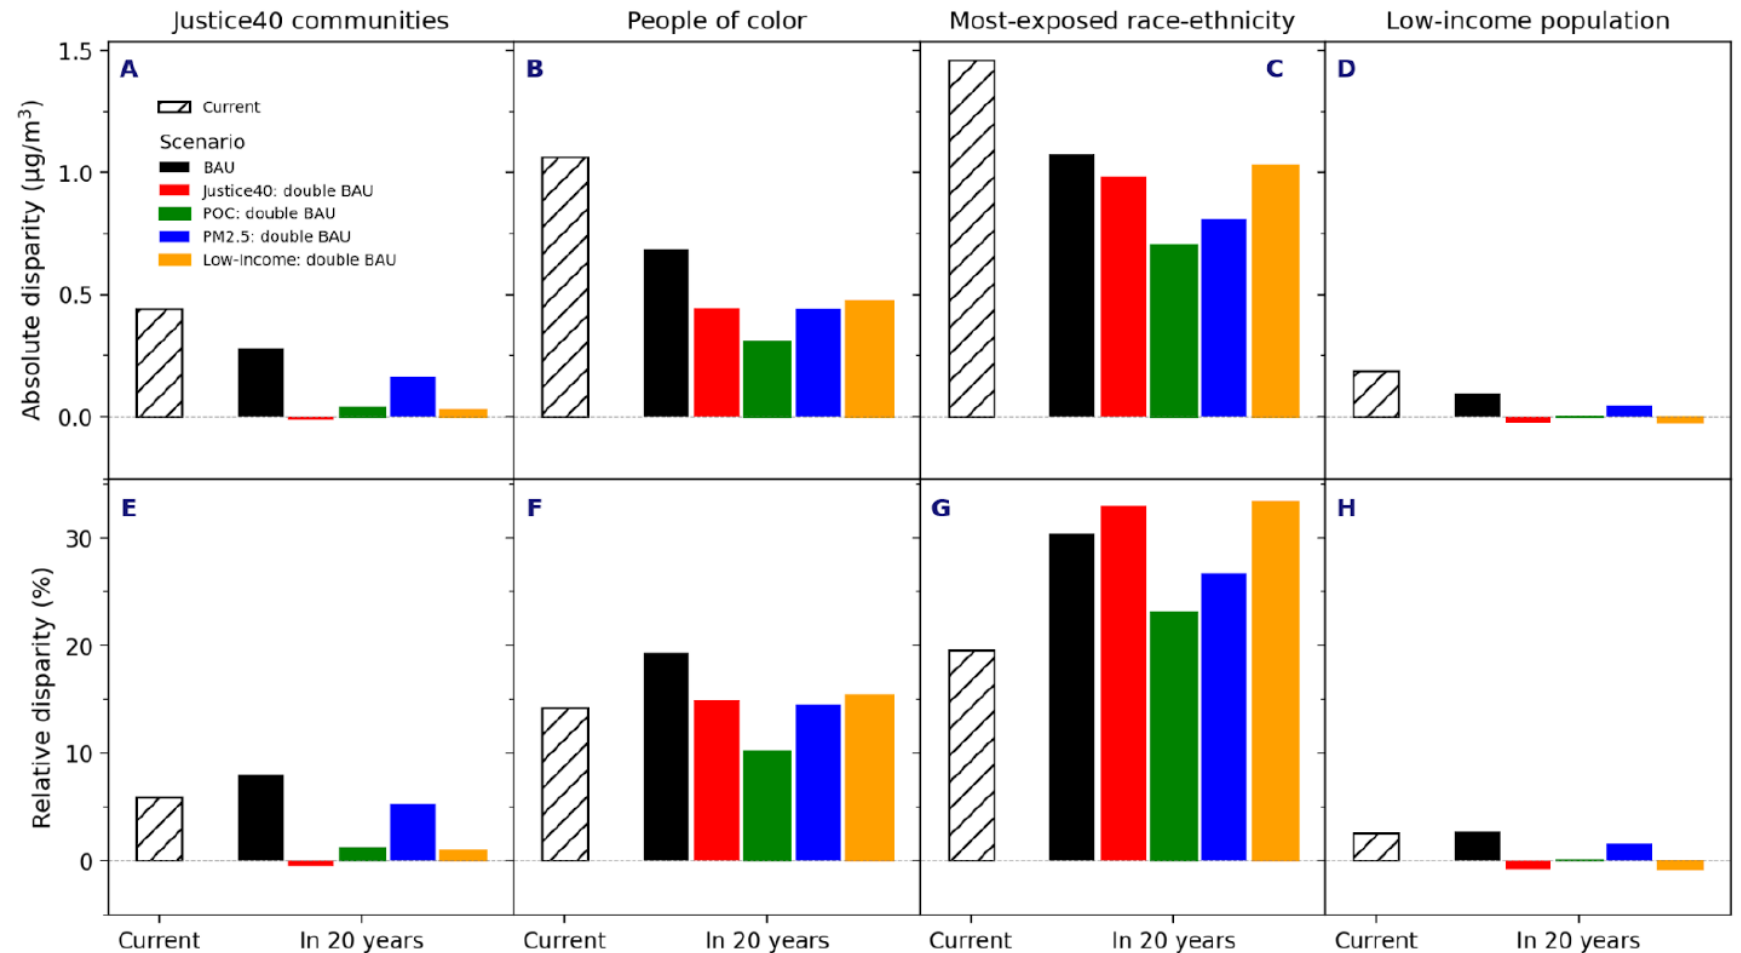 Justice40 communities
People of color
Most-exposed race-ethnicity
Low-income population
Absolute disparity (μg/m³)
1.5
1.0
0.5
0.0
A
Current
Scenario
BAU
Justice40: double BAU
POC: double BAU
PM2.5: double BAU
Low-Income: double BAU
B
C
D
Relative disparity (%)
30
20
10
0
E
F
G
H
Current
In 20 years
Current
In 20 years
Current
In 20 years
Current
In 20 years